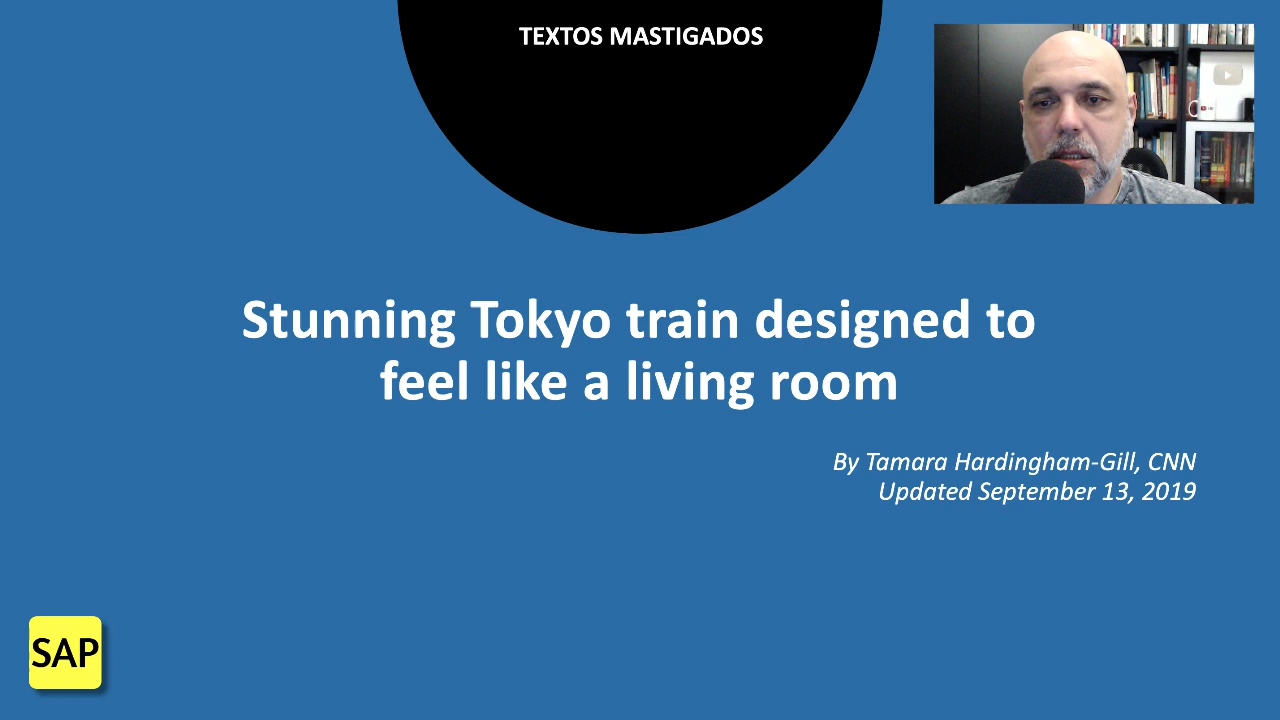 TEXTOS MASTIGADOS
Stunning Tokyo train designed to
feel like a living room
By Tamara Hardingham-Gill, CNN
Updated September 13, 2019
SAP